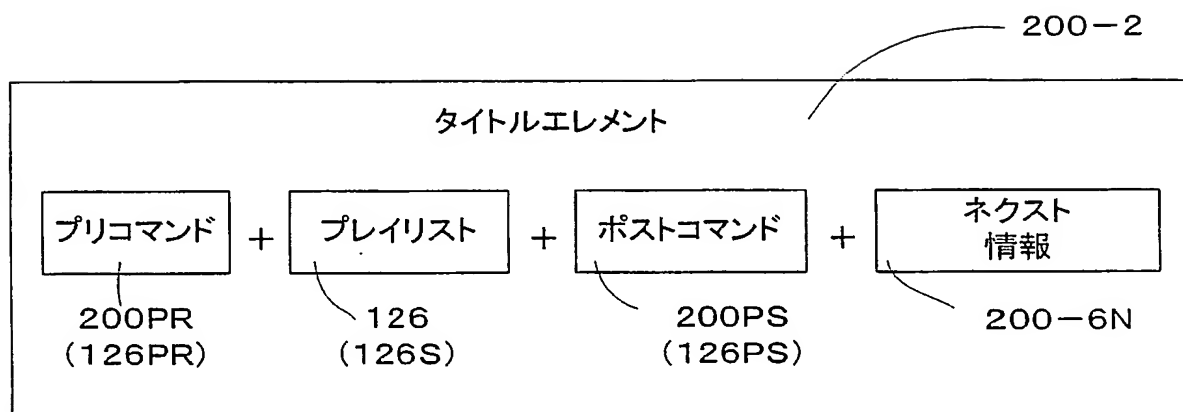 200-2
タイトルエレメント
プリコマンド + プレイリスト + ポストコマンド + ネクスト
情報
200PR 126 200PS 200-6N
(126PR) (126S) (126PS)